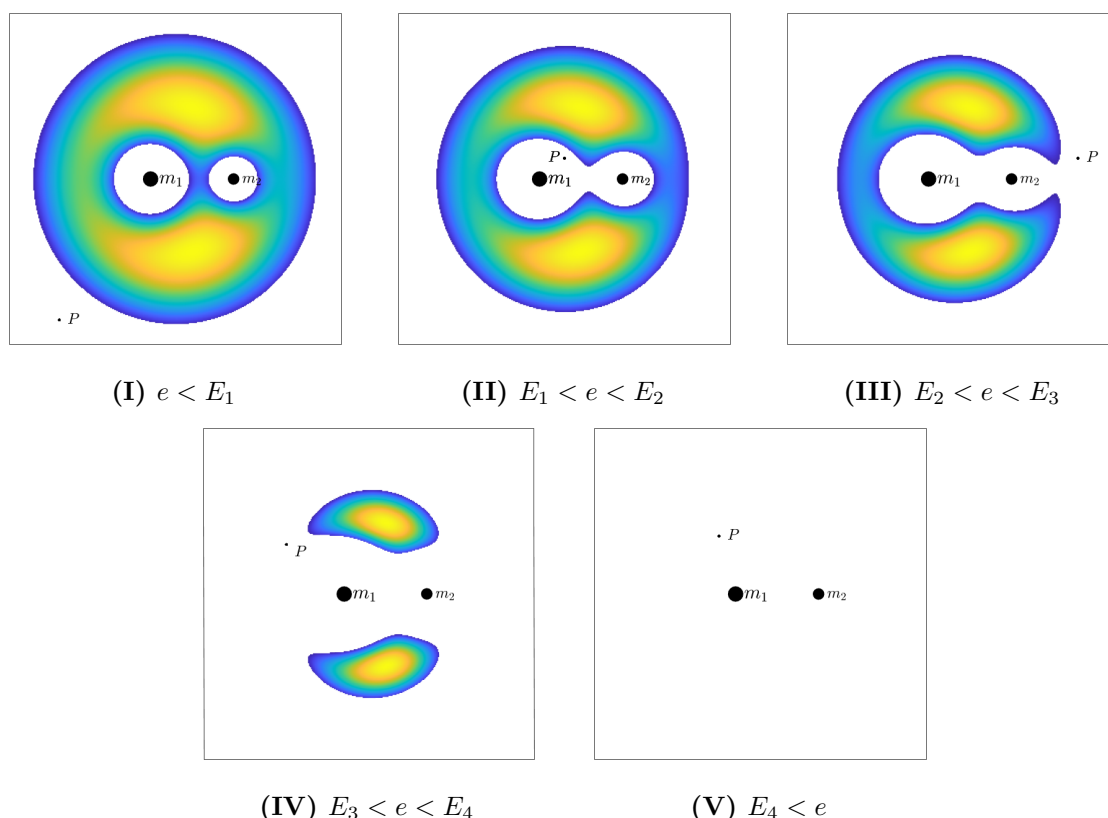 m₁ m₂
P
P
m₁ m₂
P
m₁ m₂
(I) e < E₁
(II) E₁ < e < E₂
(III) E₂ < e < E₃
P
m₁ m₂
P
m₁ m₂
(IV) E₃ < e < E₄
(V) E₄ < e